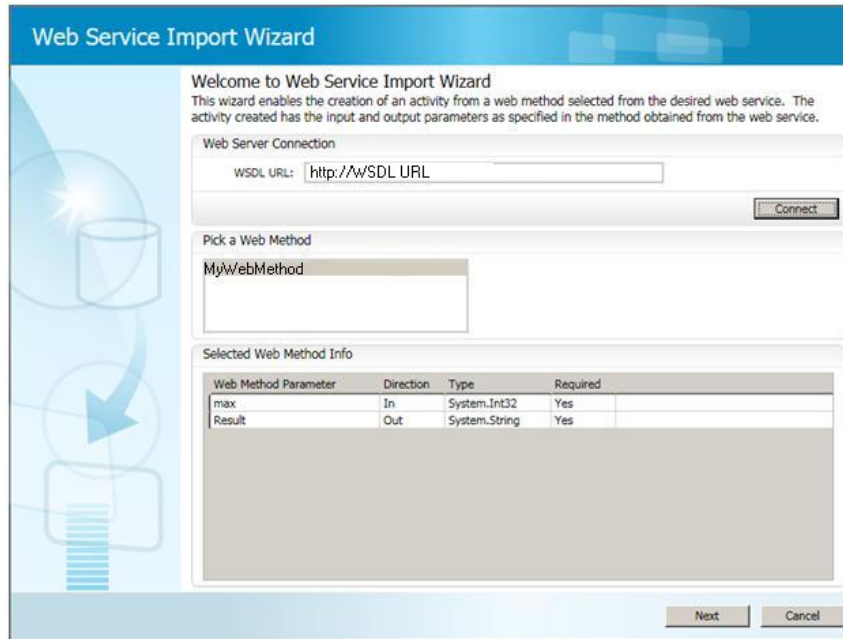 Web Service Import Wizard
Welcome to Web Service Import Wizard
This wizard enables the creation of an activity from a web method selected from the desired web service. The
activity created has the input and output parameters as specified in the method obtained from the web service.
Web Server Connection
WSDL URL: http://WSDL URL
Connect
Pick a Web Method
MyWebMethod
Selected Web Method Info
Web Method Parameter Direction Type Required
max In System.Int32 Yes
Result Out System.String Yes
Next Cancel